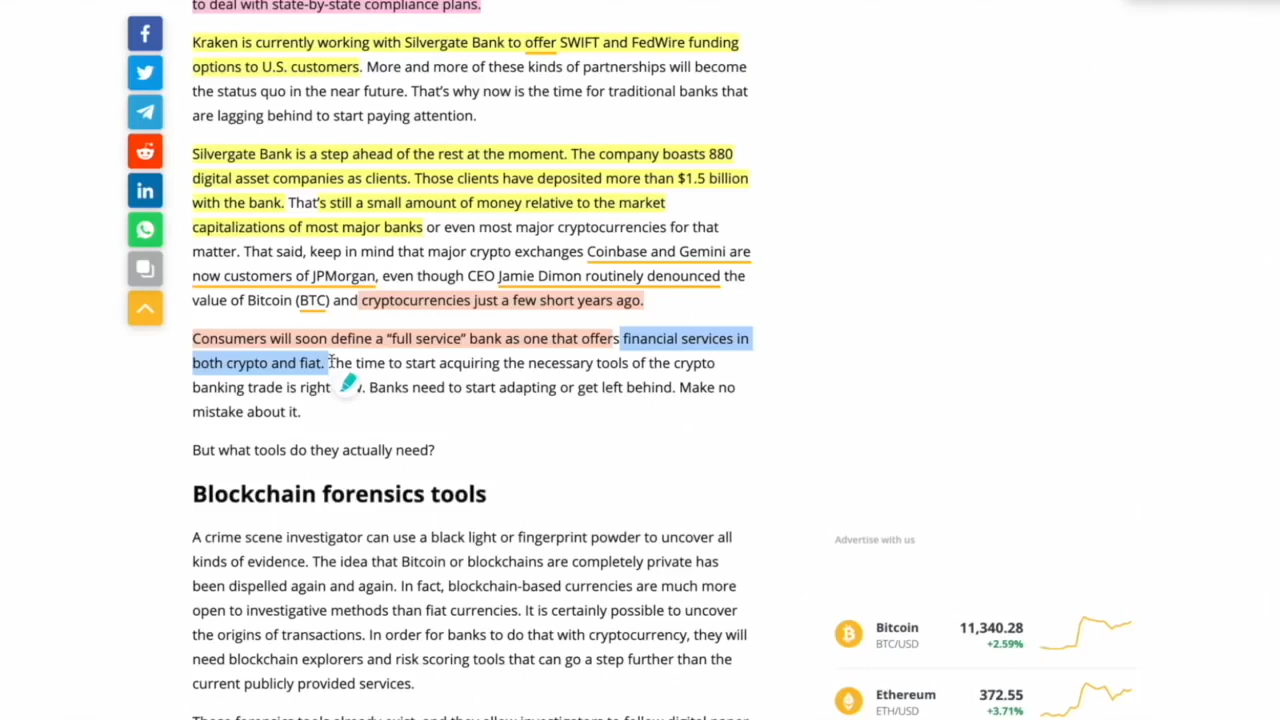 to deal with state-by-state compliance plans.
Kraken is currently working with Silvergate Bank to offer SWIFT and FedWire funding
options to U.S. customers. More and more of these kinds of partnerships will become
the status quo in the near future. That’s why now is the time for traditional banks that
are lagging behind to start paying attention.
Silvergate Bank is a step ahead of the rest at the moment. The company boasts 880
digital asset companies as clients. Those clients have deposited more than $1.5 billion
with the bank. That’s still a small amount of money relative to the market
capitalizations of most major banks or even most major cryptocurrencies for that
matter. That said, keep in mind that major crypto exchanges Coinbase and Gemini are
now customers of JPMorgan, even though CEO Jamie Dimon routinely denounced the
value of Bitcoin (BTC) and cryptocurrencies just a few short years ago.
Consumers will soon define a “full service” bank as one that offers financial services in
both crypto and fiat. The time to start acquiring the necessary tools of the crypto
banking trade is right Banks need to start adapting or get left behind. Make no
mistake about it.
But what tools do they actually need?
Blockchain forensics tools
A crime scene investigator can use a black light or fingerprint powder to uncover all
kinds of evidence. The idea that Bitcoin or blockchains are completely private has
been dispelled again and again. In fact, blockchain-based currencies are much more
open to investigative methods than fiat currencies. It is certainly possible to uncover
the origins of transactions. In order for banks to do that with cryptocurrency, they will
need blockchain explorers and risk scoring tools that can go a step further than the
current publicly provided services.
Advertise with us
Bitcoin 11,340.28
BTC/USD +2.59%
Ethereum 372.55
ETH/USD +3.71%